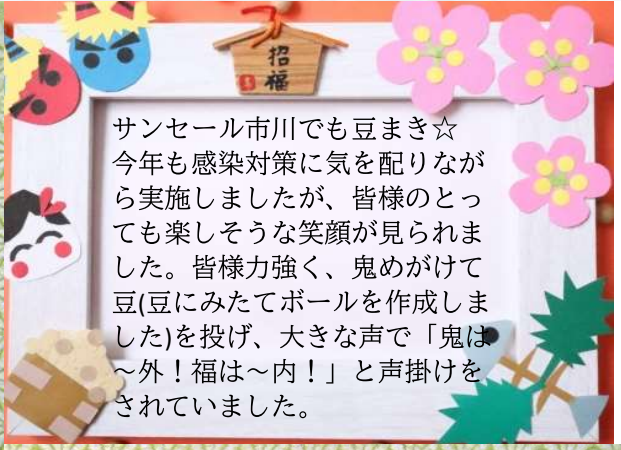 招福
サンセール市川でも豆まき☆
今年も感染対策に気を配りなが
ら実施しましたが、皆様のとっ
ても楽しそうな笑顔が見られま
した。皆様力強く、鬼めがけて
豆(豆にみたてボールを作成しま
した)を投げ、大きな声で「鬼は
～外！福は～内！」と声掛けを
されていました。